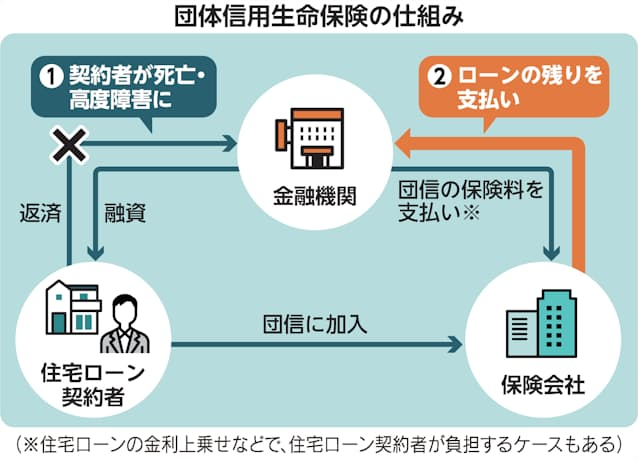 団体信用生命保険の仕組み
1 契約者が死亡・
高度障害に
2 ローンの残りを
支払い
金融機関
返済
融資
団信の保険料を
支払い※
団信に加入
住宅ローン
契約者
保険会社
(※住宅ローンの金利上乗せなどで、住宅ローン契約者が負担するケースもある)